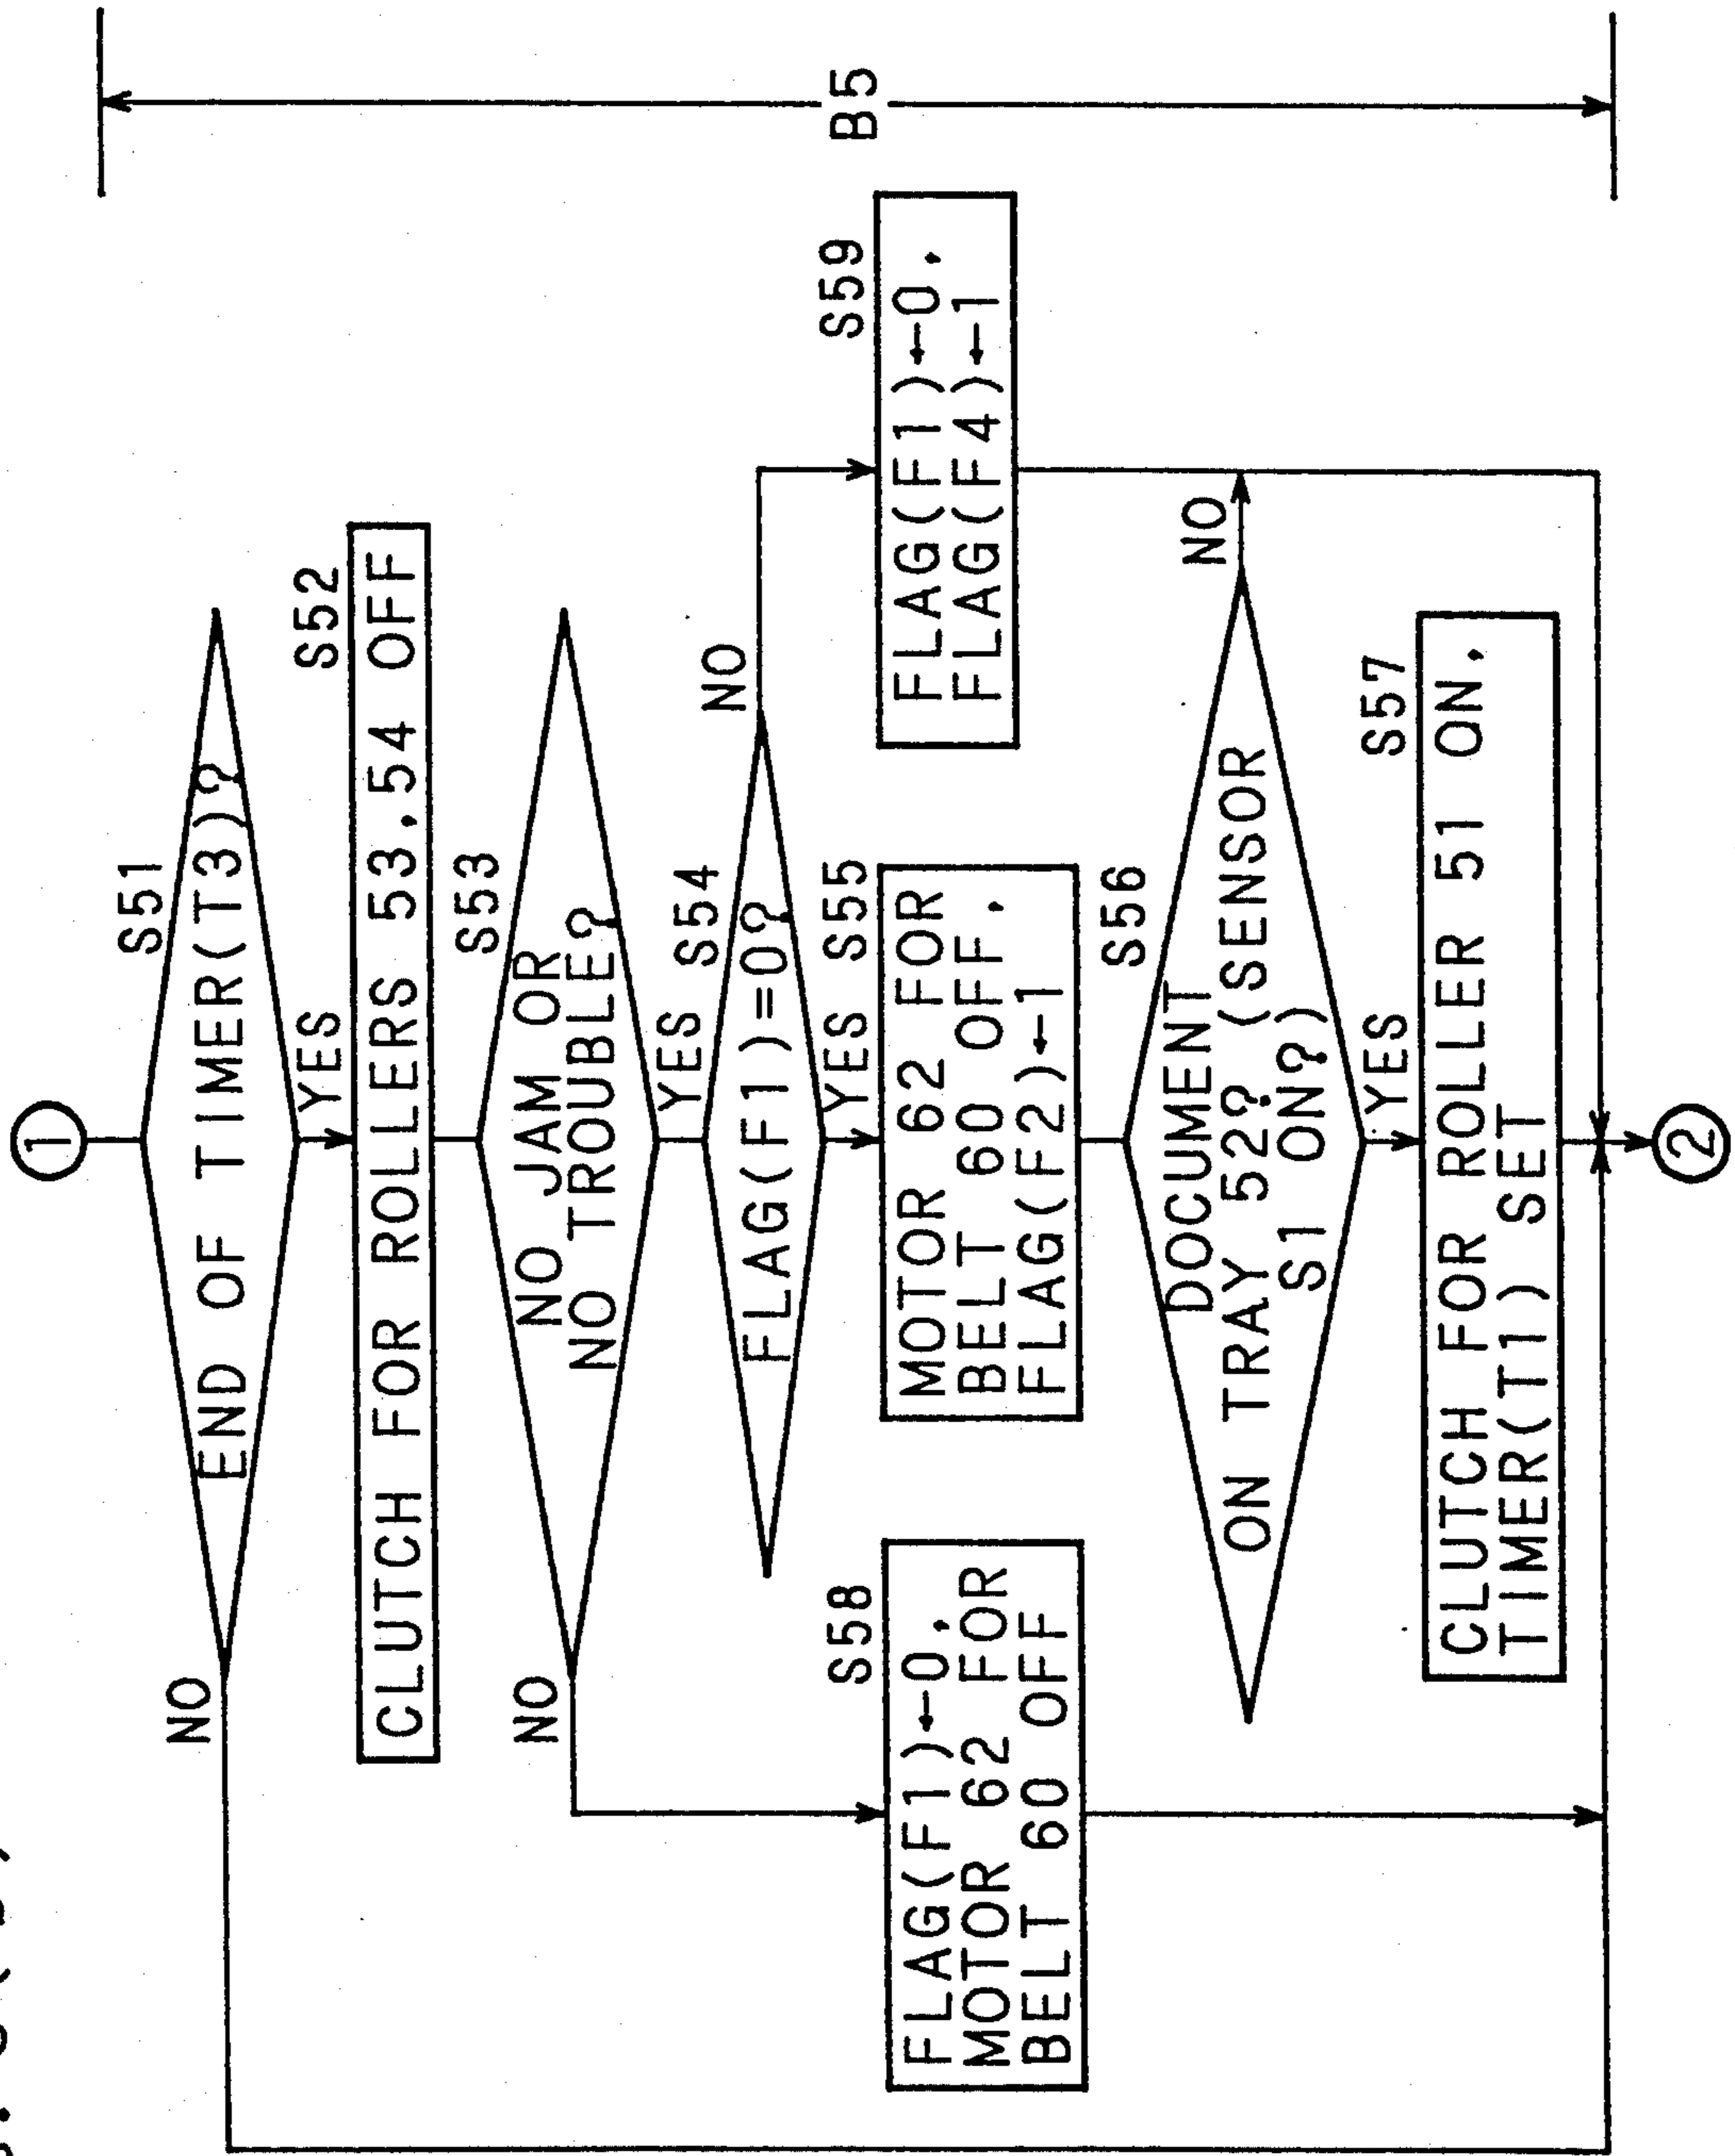 1
S51
END OF TIMER(T3)?
NO
YES
S52
CLUTCH FOR ROLLERS 53,54 OFF
S53
NO JAM OR
NO TROUBLE?
NO
YES
S54
FLAG(F1)=0?
NO
YES
S55
MOTOR 62 FOR
BELT 60 OFF,
FLAG(F2)←1
S58
FLAG(F1)←0,
MOTOR 62 FOR
BELT 60 OFF
S59
FLAG(F1)←0,
FLAG(F4)←1
B5
S56
DOCUMENT
ON TRAY 52?(SENSOR
S1 ON?)
NO
YES
S57
CLUTCH FOR ROLLER 51 ON,
TIMER(T1) SET
2